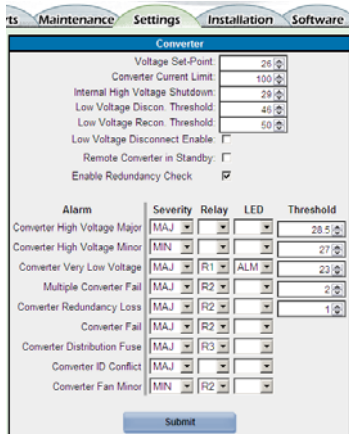 ts Maintenance Settings Installation Software
Converter
Voltage Set-Point: 26
Converter Current Limit: 100
Internal High Voltage Shutdown: 29
Low Voltage Discon. Threshold: 46
Low Voltage Recon. Threshold: 50
Low Voltage Disconnect Enable:
Remote Converter in Standby:
Enable Redundancy Check:
Alarm Severity Relay LED Threshold
Converter High Voltage Major MAJ 28.5
Converter High Voltage Minor MIN 27
Converter Very Low Voltage MAJ R1 ALM 23
Multiple Converter Fail MAJ R2 2
Converter Redundancy Loss MAJ R2 1
Converter Fail MAJ R2
Converter Distribution Fuse MAJ R3
Converter ID Conflict MAJ
Converter Fan Minor MIN R2
Submit